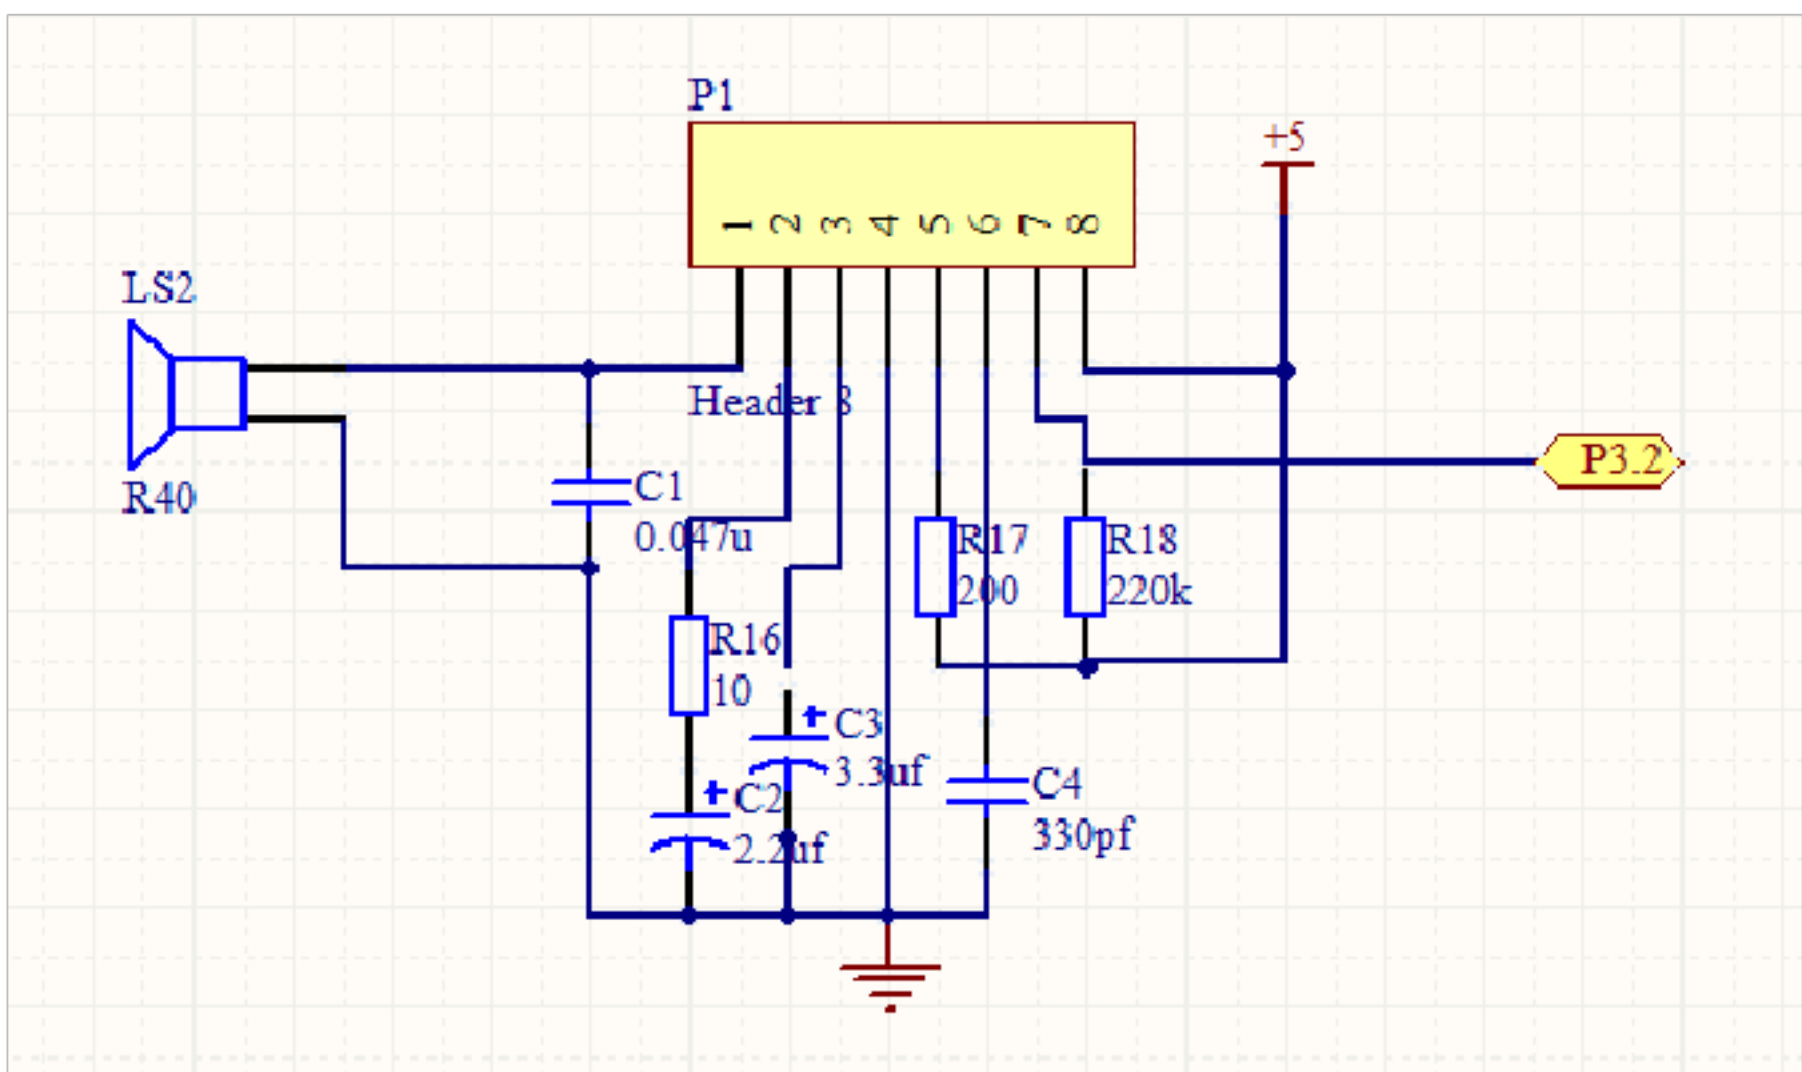 P1
+5
1 2 3 4 5 6 7 8
LS2
Header 8
P3.2
R40
C1
0.047u
R17
200
R18
220k
R16
10
C3
3.3uf
C2
2.2uf
C4
330pf